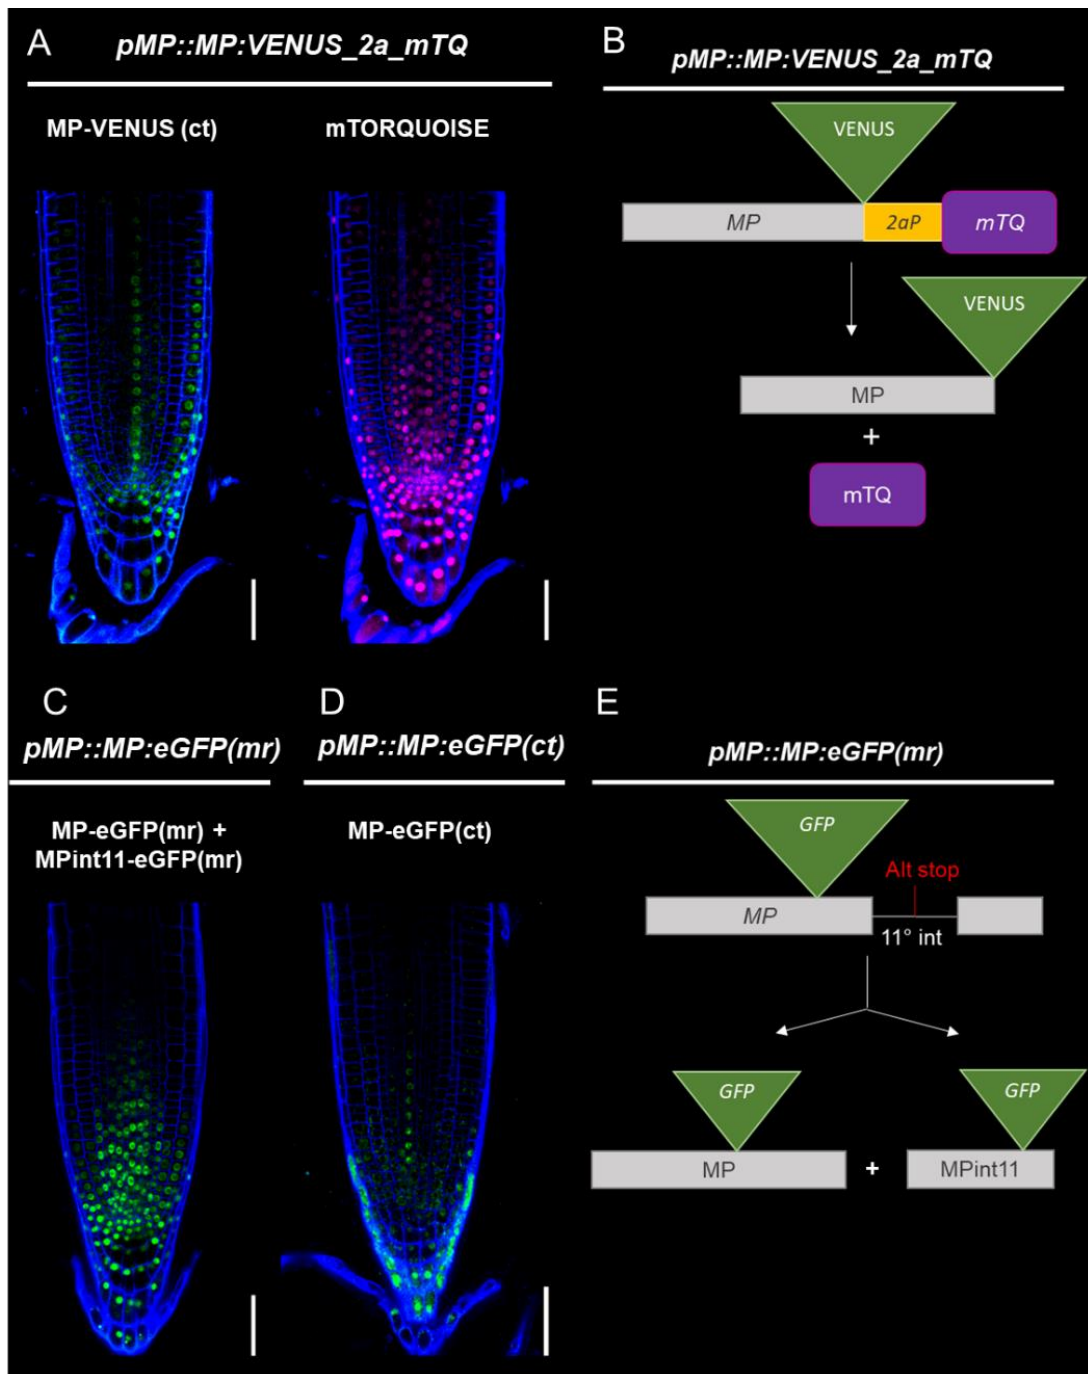 A
pMP::MP:VENUS_2a_mTQ
MP-VENUS (ct)
mTORQUOISE
B
pMP::MP:VENUS_2a_mTQ
VENUS
MP
2aP
mTQ
VENUS
MP
+
mTQ
C
pMP::MP:eGFP(mr)
MP-eGFP(mr) +
MPint11-eGFP(mr)
D
pMP::MP:eGFP(ct)
MP-eGFP(ct)
E
pMP::MP:eGFP(mr)
GFP
Alt stop
MP
11° int
GFP
GFP
MP
+
MPint11